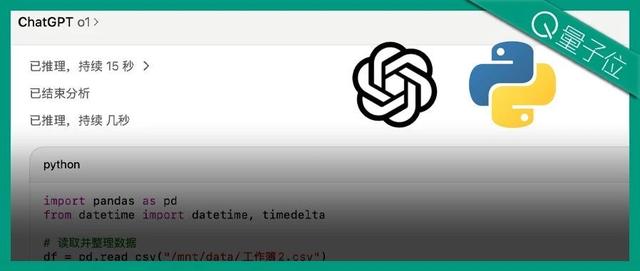 ChatGPT o1 >
量子位
已推理，持续 15 秒 >
已结束分析
已推理，持续 几秒
python
import pandas as pd
from datetime import datetime, timedelta
# 读取并整理数据
df = pd.read_csv("/mnt/data/工作簿2.csv")